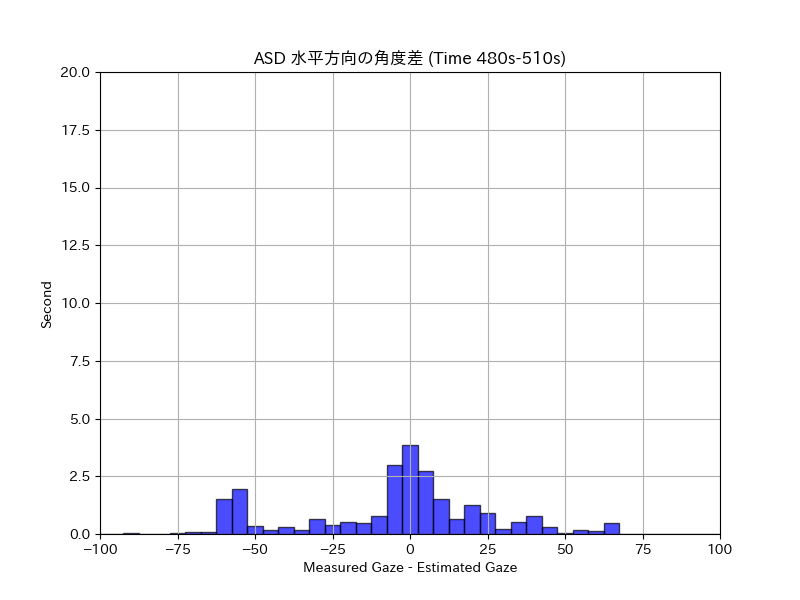 ASD 水平方向の角度差 (Time 480s-510s)
20.0
17.5
15.0
12.5
10.0
7.5
5.0
2.5
0.0
Second
−100 −75 −50 −25 0 25 50 75 100
Measured Gaze - Estimated Gaze